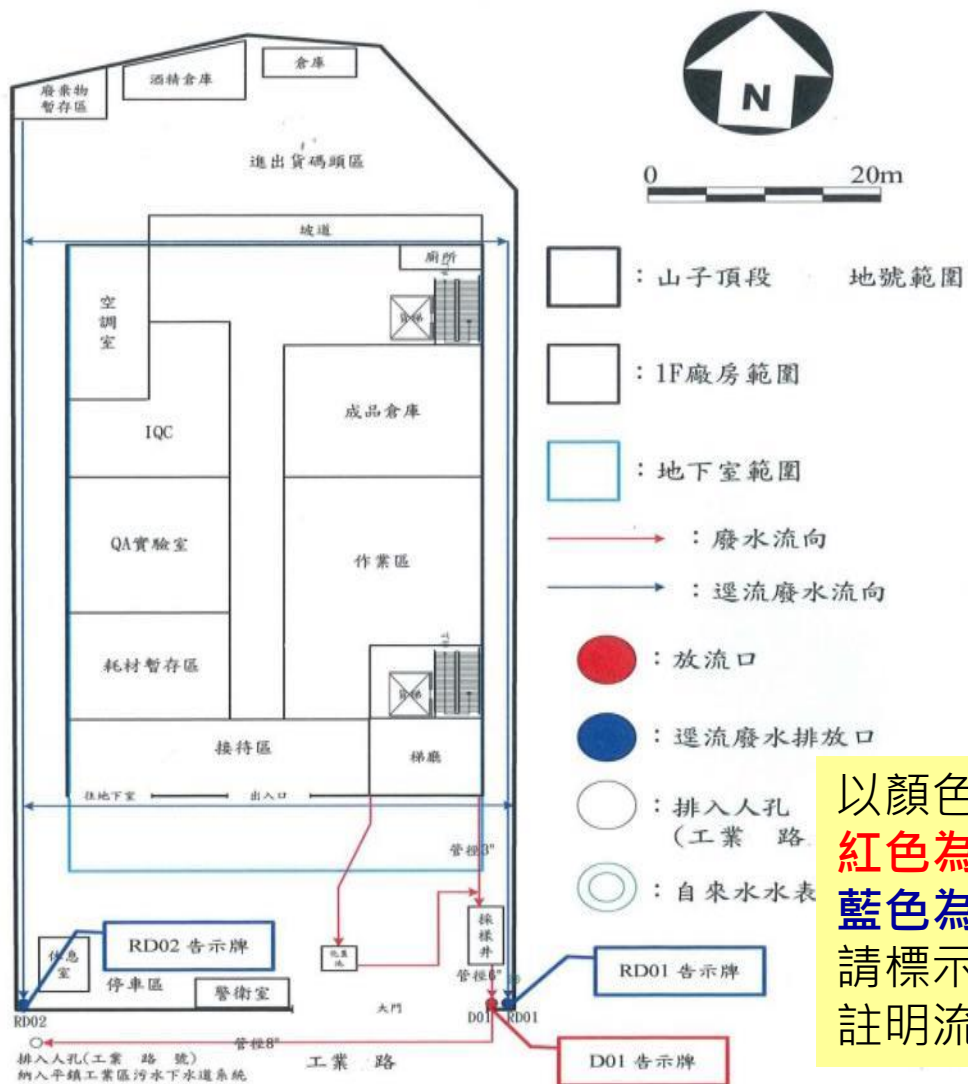 廢棄物
暫存區
酒精倉庫
倉庫
N
0 20m
進出貨碼頭區
坡道
廁所
空調室
貨梯
：山子頂段 地號範圍
：1F廠房範圍
成品倉庫
IQC
：地下室範圍
QA實驗室
作業區
：廢水流向
：逕流廢水流向
耗材暫存區
貨梯
：放流口
接待區
梯廳
：逕流廢水排放口
往地下室
出入口
：排入人孔
(工業 路
管徑3"
：自來水水表
以顏色
紅色為
藍色為
請標示
註明流
採樣井
RD02 告示牌
休息室
停車區
警衛室
管徑6"
RD01 告示牌
大門
RD02
D01
RD01
管徑8"
排入人孔(工業 路 號)
納入平鎮工業區污水下水道系統
工業 路
D01 告示牌